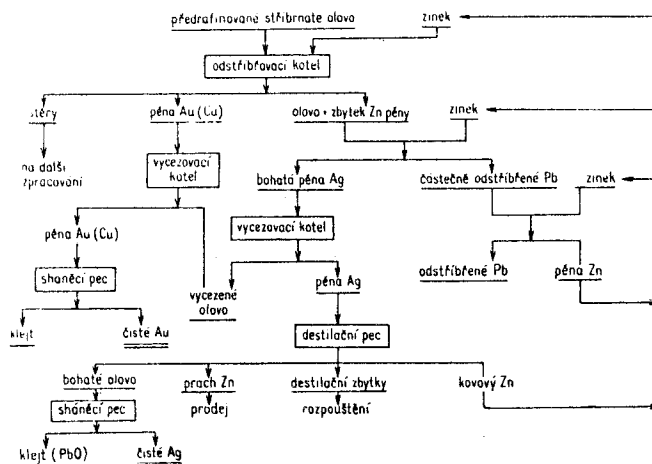 předrafinované stříbrnate olovo
zinek
odstříbřovací kotel
stěry
pěna Au (Cu)
olovo + zbytek Zn pěny
zinek
na další
zpracování
vycezovací
kotel
bohatá pěna Ag
částečně odstříbřené Pb
zinek
pěna Au (Cu)
vycezovací kotel
sháněcí pec
vycezené
olovo
pěna Ag
odstříbřené Pb
pěna Zn
klejt
čisté Au
destilační pec
bohaté olovo
prach Zn
destilační zbytky
kovový Zn
sháněcí pec
prodej
rozpouštění
klejt (PbO)
čisté Ag